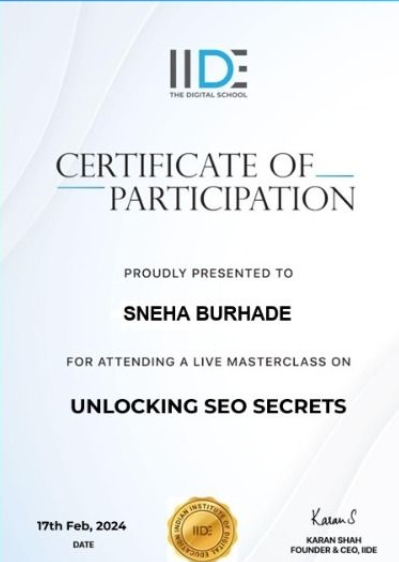 IIDE
THE DIGITAL SCHOOL
CERTIFICATE OF
PARTICIPATION
PROUDLY PRESENTED TO
SNEHA BURHADE
FOR ATTENDING A LIVE MASTERCLASS ON
UNLOCKING SEO SECRETS
17th Feb, 2024
DATE
INDIAN INSTITUTE OF DIGITAL EDUCATION
IIDE
Karan S
KARAN SHAH
FOUNDER & CEO, IIDE